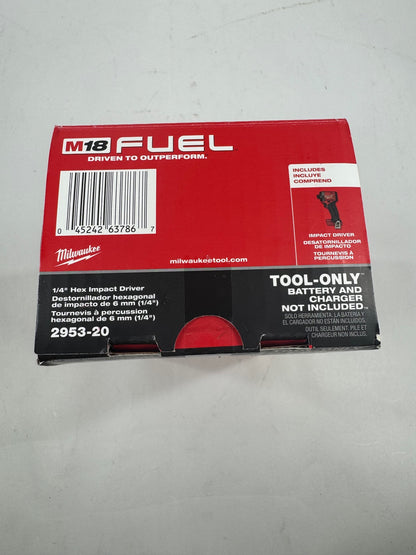 M18 FUEL
DRIVEN TO OUTPERFORM.
0 45242 63786 7
Milwaukee
milwaukeetool.com
INCLUDES
INCLUYE
COMPREND
IMPACT DRIVER
DESTORNILLADOR
DE IMPACTO
TOURNEVIS À
PERCUSSION
1/4" Hex Impact Driver
Destornillador hexagonal
de impacto de 6 mm (1/4")
Tournevis à percussion
hexagonal de 6 mm (1/4")
2953-20
TOOL-ONLY™
BATTERY AND
CHARGER
NOT INCLUDED
SOLO HERRAMIENTA. LA BATERÍA Y
EL CARGADOR NO ESTÁN INCLUIDOS.
OUTIL SEULEMENT. PILE ET
CHARGEUR NON INCLUS.